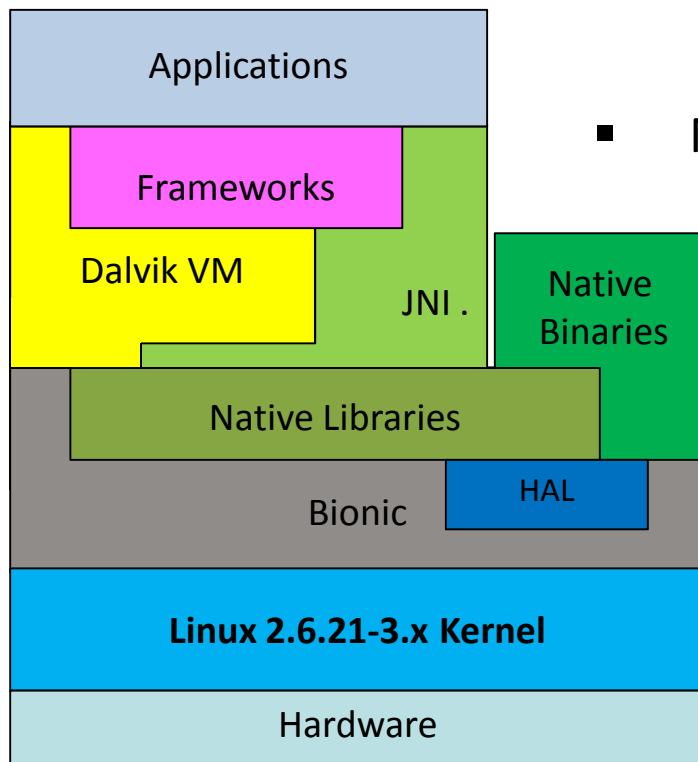 Applications
Frameworks
Dalvik VM
JNI .
Native
Binaries
Native Libraries
HAL
Bionic
Linux 2.6.21-3.x Kernel
Hardware